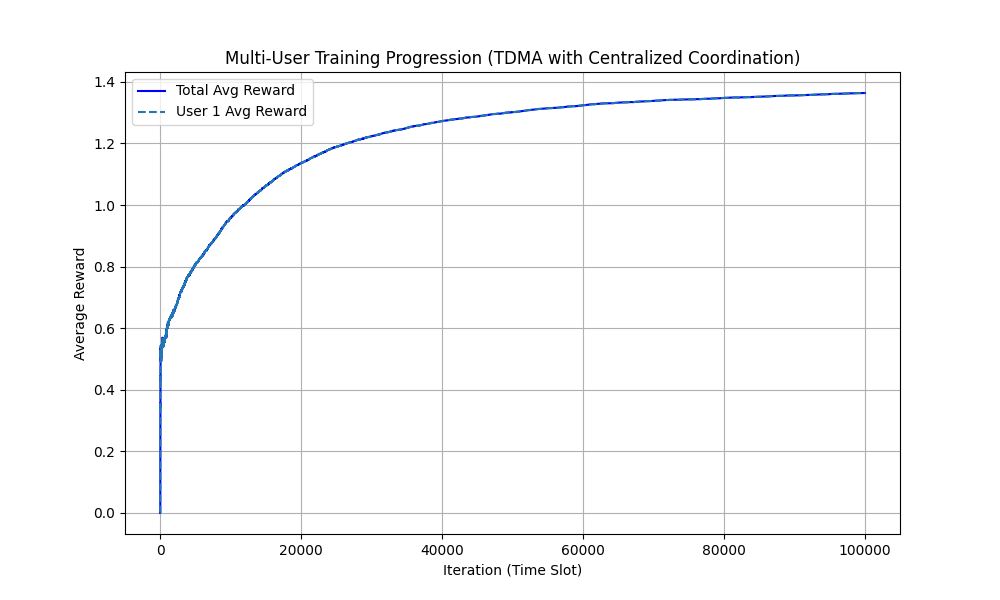 Multi-User Training Progression (TDMA with Centralized Coordination)
Total Avg Reward
User 1 Avg Reward
Average Reward
1.4
1.2
1.0
0.8
0.6
0.4
0.2
0.0
0
20000
40000
60000
80000
100000
Iteration (Time Slot)